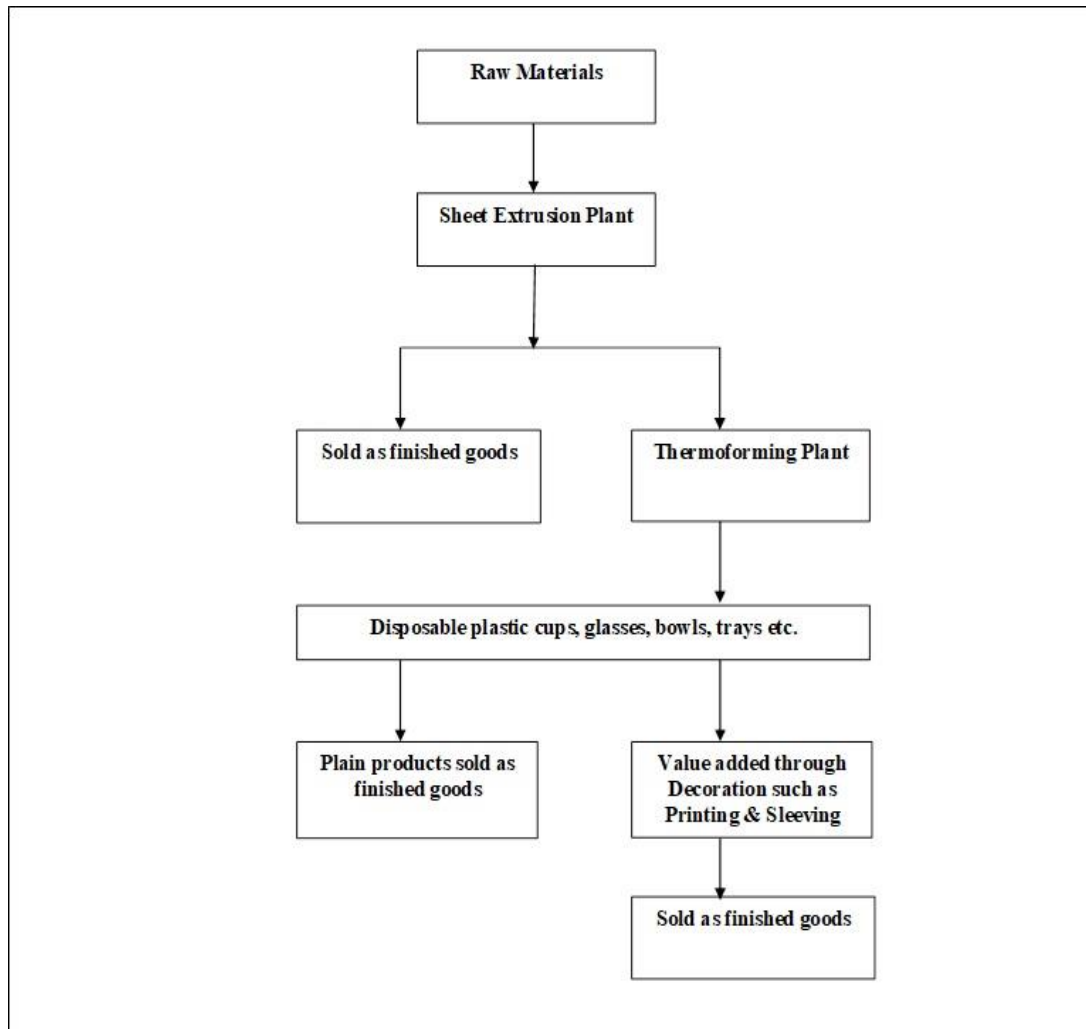 Raw Materials
Sheet Extrusion Plant
Sold as finished goods
Thermoforming Plant
Disposable plastic cups, glasses, bowls, trays etc.
Plain products sold as
finished goods
Value added through
Decoration such as
Printing & Sleeving
Sold as finished goods